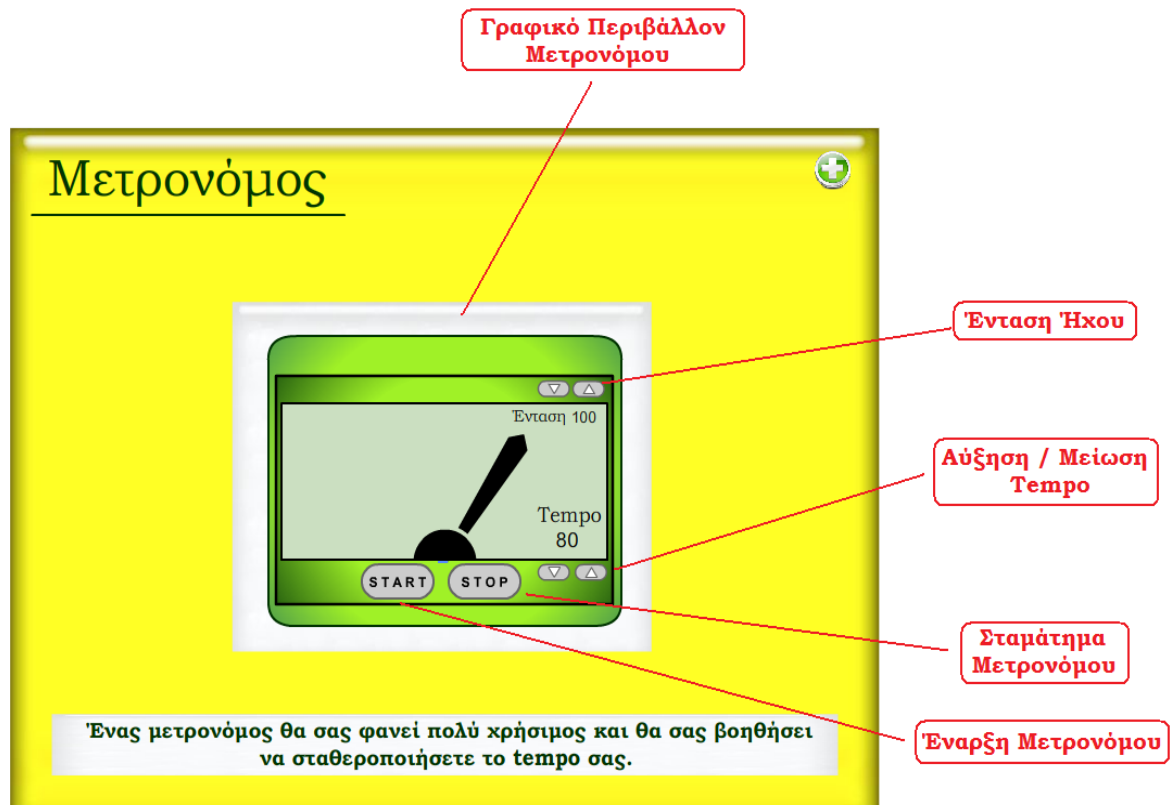 Γραφικό Περιβάλλον
Μετρονόμου
Μετρονόμος
Ένταση Ήχου
Ένταση 100
Αύξηση / Μείωση
Tempo
Tempo
80
START
STOP
Σταμάτημα
Μετρονόμου
Έναρξη Μετρονόμου
Ένας μετρονόμος θα σας φανεί πολύ χρήσιμος και θα σας βοηθήσει
να σταθεροποιήσετε το tempo σας.